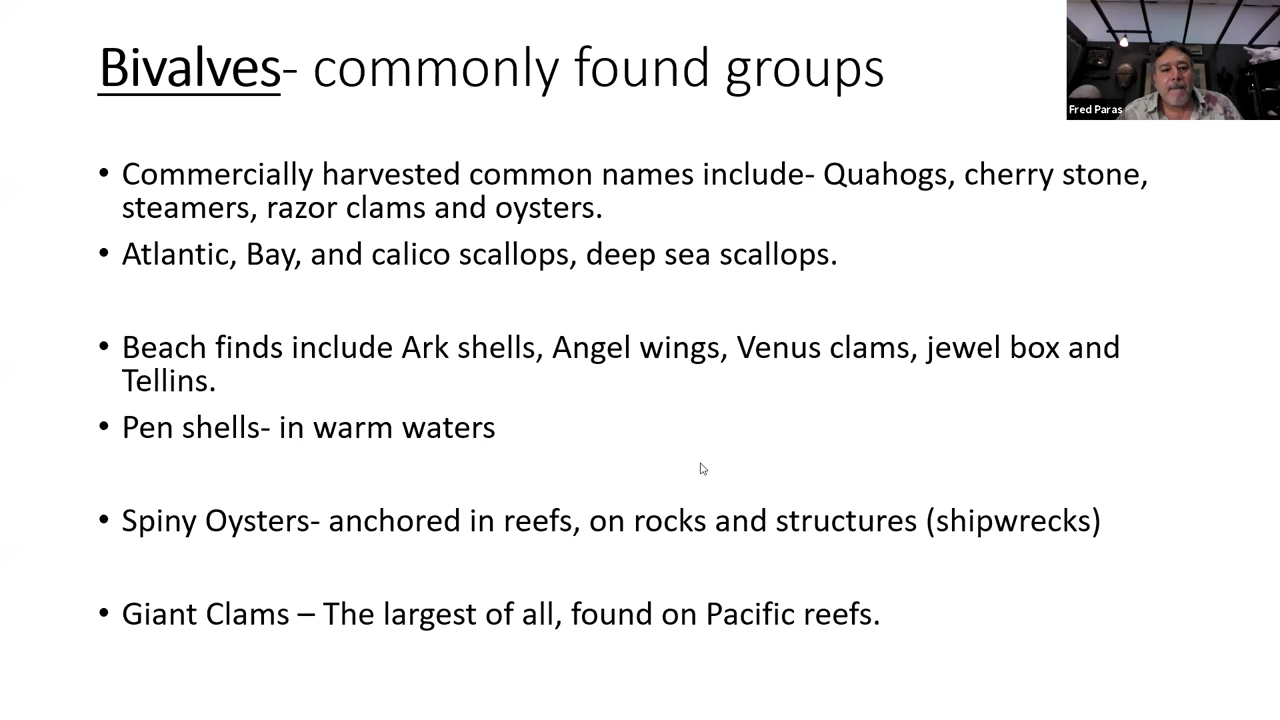 Bivalves- commonly found groups
Fred Paras
• Commercially harvested common names include- Quahogs, cherry stone,
steamers, razor clams and oysters.
• Atlantic, Bay, and calico scallops, deep sea scallops.
• Beach finds include Ark shells, Angel wings, Venus clams, jewel box and
Tellins.
• Pen shells- in warm waters
• Spiny Oysters- anchored in reefs, on rocks and structures (shipwrecks)
• Giant Clams – The largest of all, found on Pacific reefs.